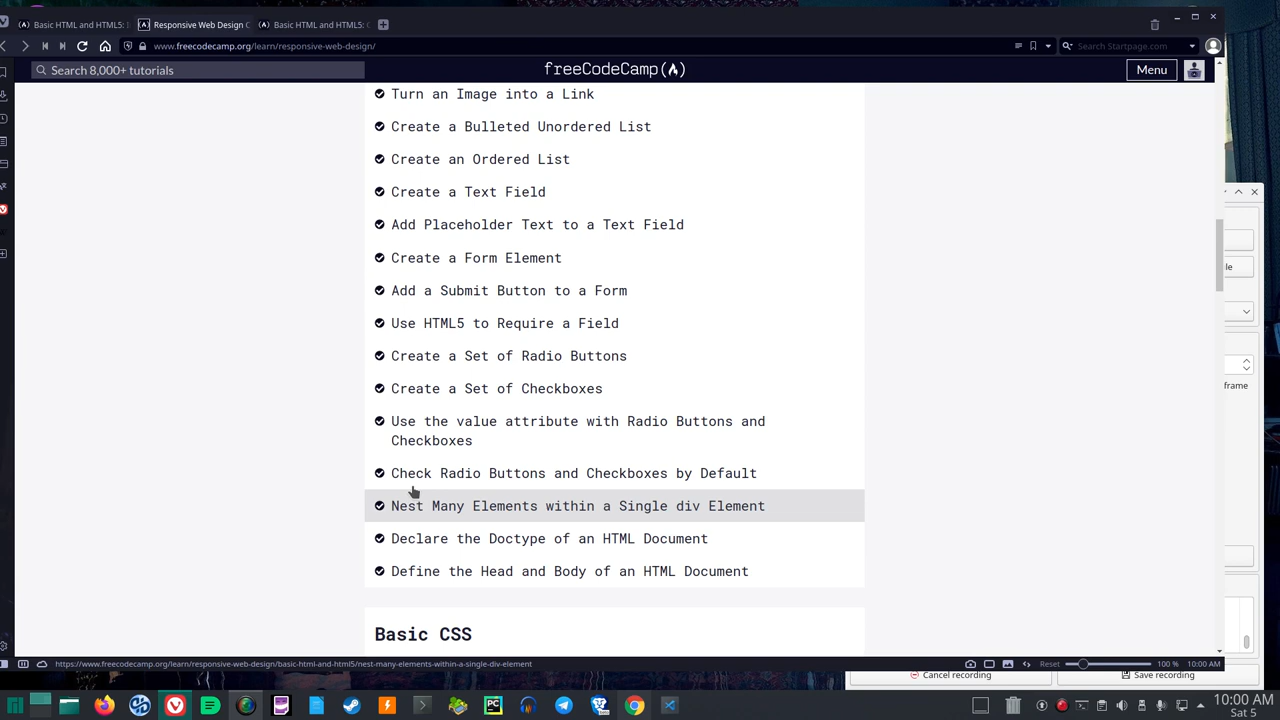 Basic HTML and HTML5:
Responsive Web Design C
Basic HTML and HTML5: C
www.freecodecamp.org/learn/responsive-web-design/
Search Startpage.com
Search 8,000+ tutorials
freeCodeCamp
Menu
Turn an Image into a Link
Create a Bulleted Unordered List
Create an Ordered List
Create a Text Field
Add Placeholder Text to a Text Field
Create a Form Element
Add a Submit Button to a Form
Use HTML5 to Require a Field
Create a Set of Radio Buttons
Create a Set of Checkboxes
Use the value attribute with Radio Buttons and
Checkboxes
Check Radio Buttons and Checkboxes by Default
Nest Many Elements within a Single div Element
Declare the Doctype of an HTML Document
Define the Head and Body of an HTML Document
Basic CSS
le
frame
https://www.freecodecamp.org/learn/responsive-web-design/basic-html-and-html5/nest-many-elements-within-a-single-div-element
Reset
100 %
10:00 AM
Cancel recording
Save recording
10:00 AM
Sat 5